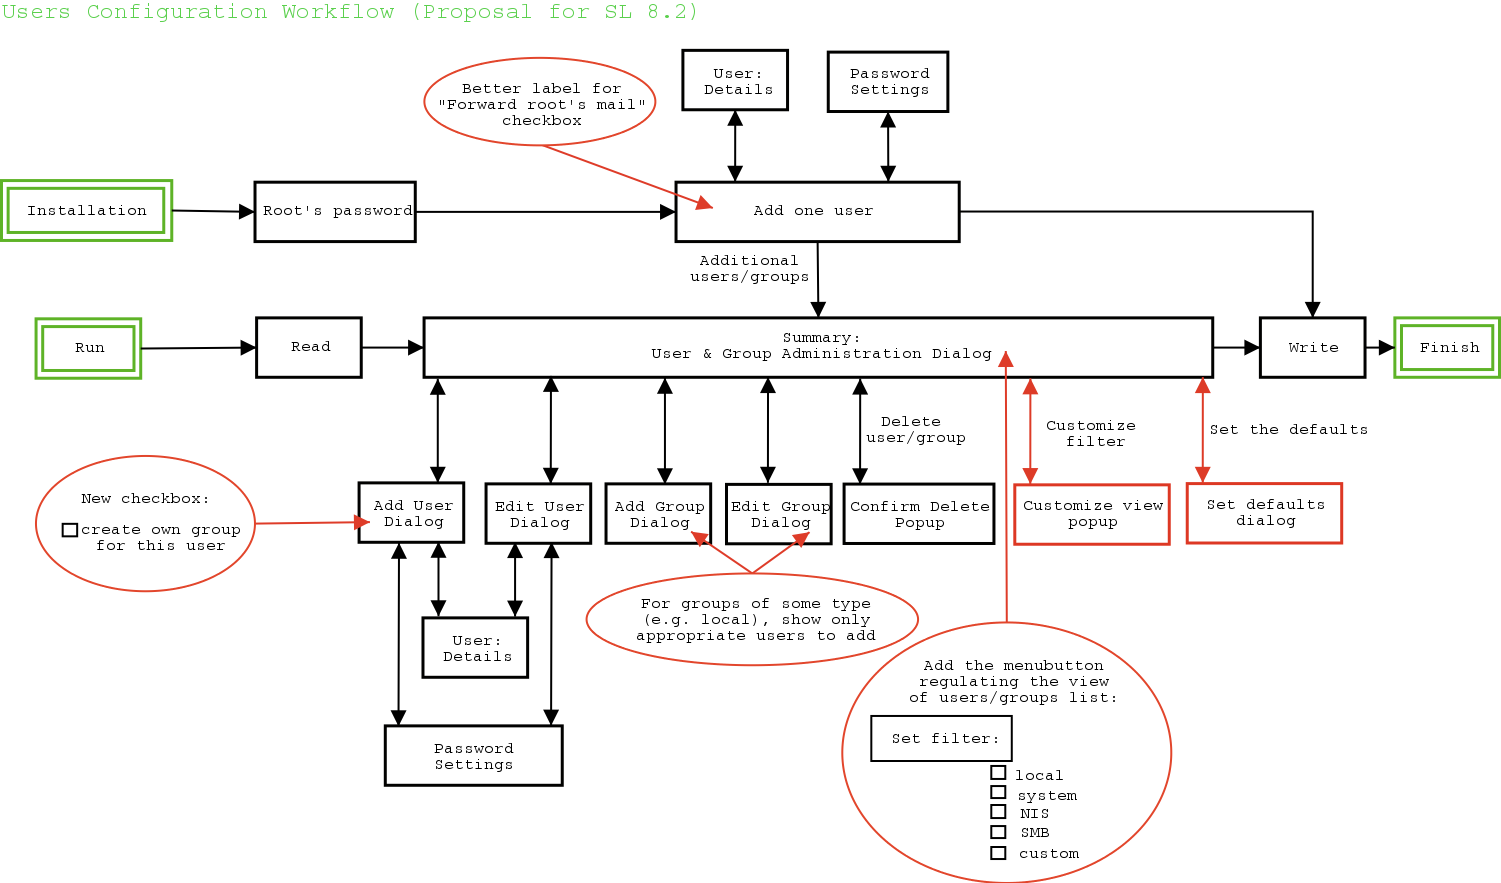 Users Configuration Workflow (Proposal for SL 8.2)
Better label for
"Forward root's mail"
checkbox
User:
Details
Password
Settings
Installation
Root's password
Add one user
Additional
users/groups
Run
Read
Summary:
User & Group Administration Dialog
Write
Finish
Delete
user/group
Customize
filter
Set the defaults
New checkbox:
create own group
for this user
Add User
Dialog
Edit User
Dialog
Add Group
Dialog
Edit Group
Dialog
Confirm Delete
Popup
Customize view
popup
Set defaults
dialog
For groups of some type
(e.g. local), show only
appropriate users to add
User:
Details
Password
Settings
Add the menubutton
regulating the view
of users/groups list:
Set filter:
local
system
NIS
SMB
custom